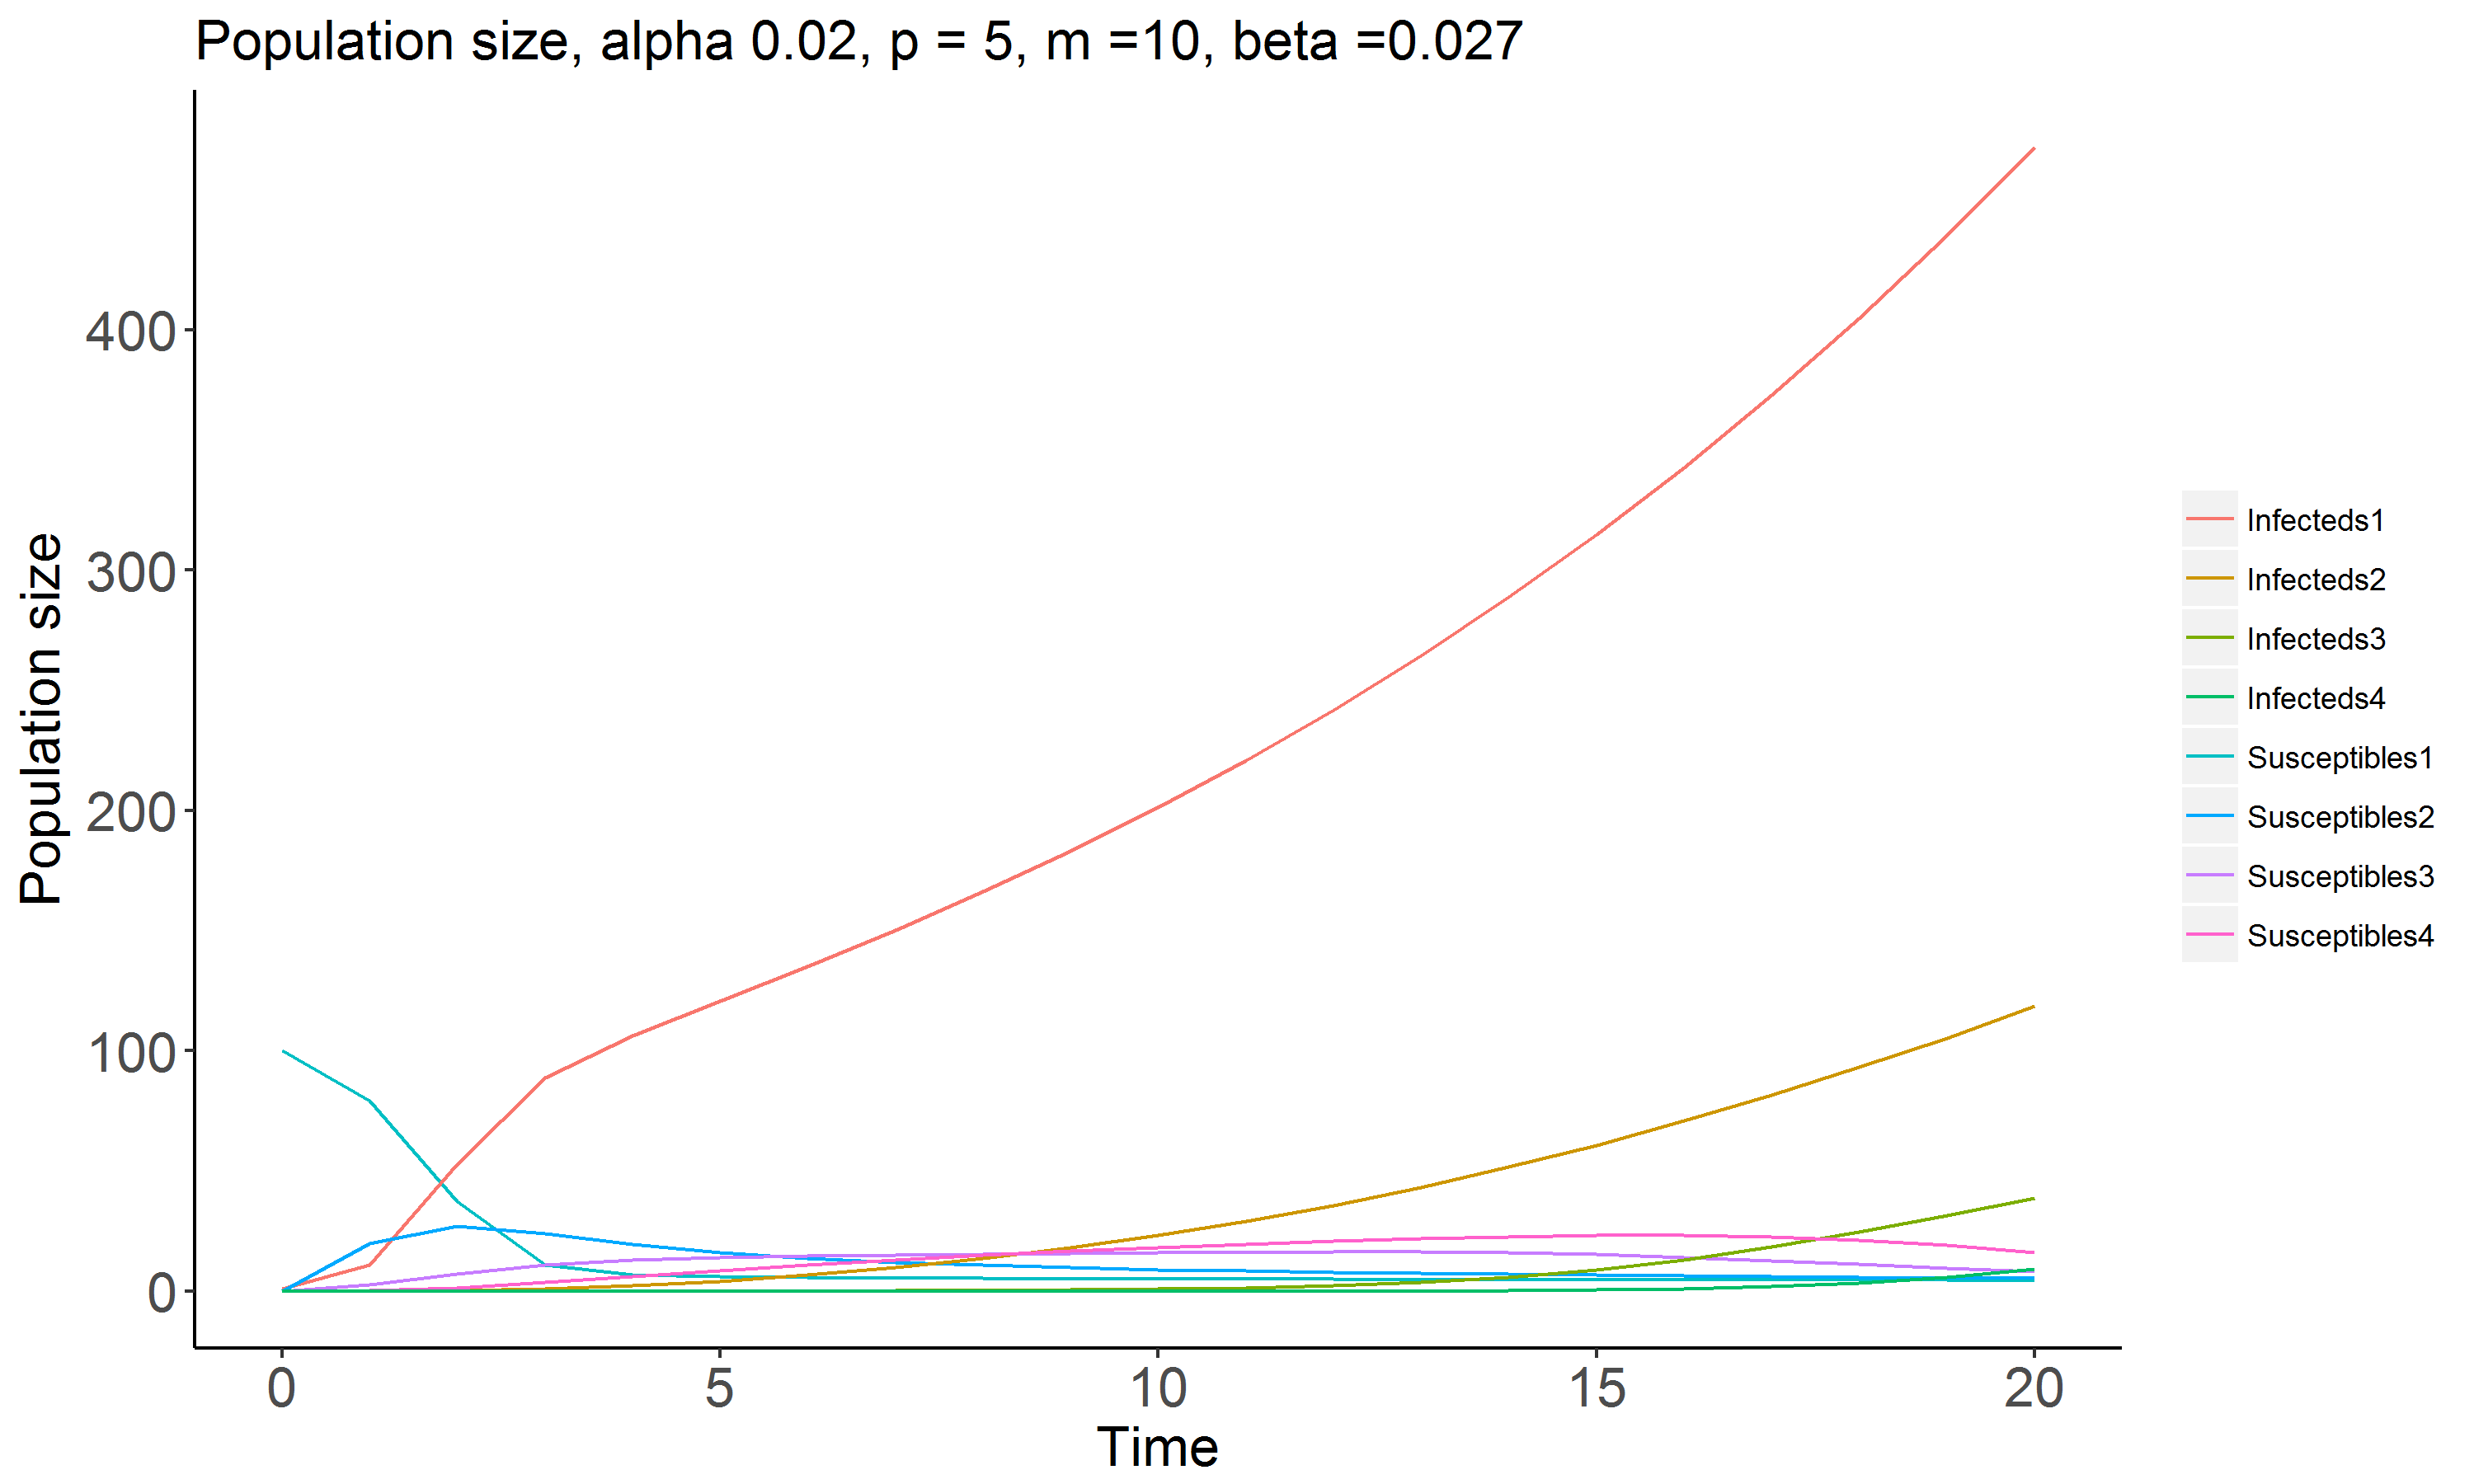 Population size, alpha 0.02, p = 5, m =10, beta =0.027
Population size
400
300
200
100
0
0 5 10 15 20
Time
Infecteds1
Infecteds2
Infecteds3
Infecteds4
Susceptibles1
Susceptibles2
Susceptibles3
Susceptibles4